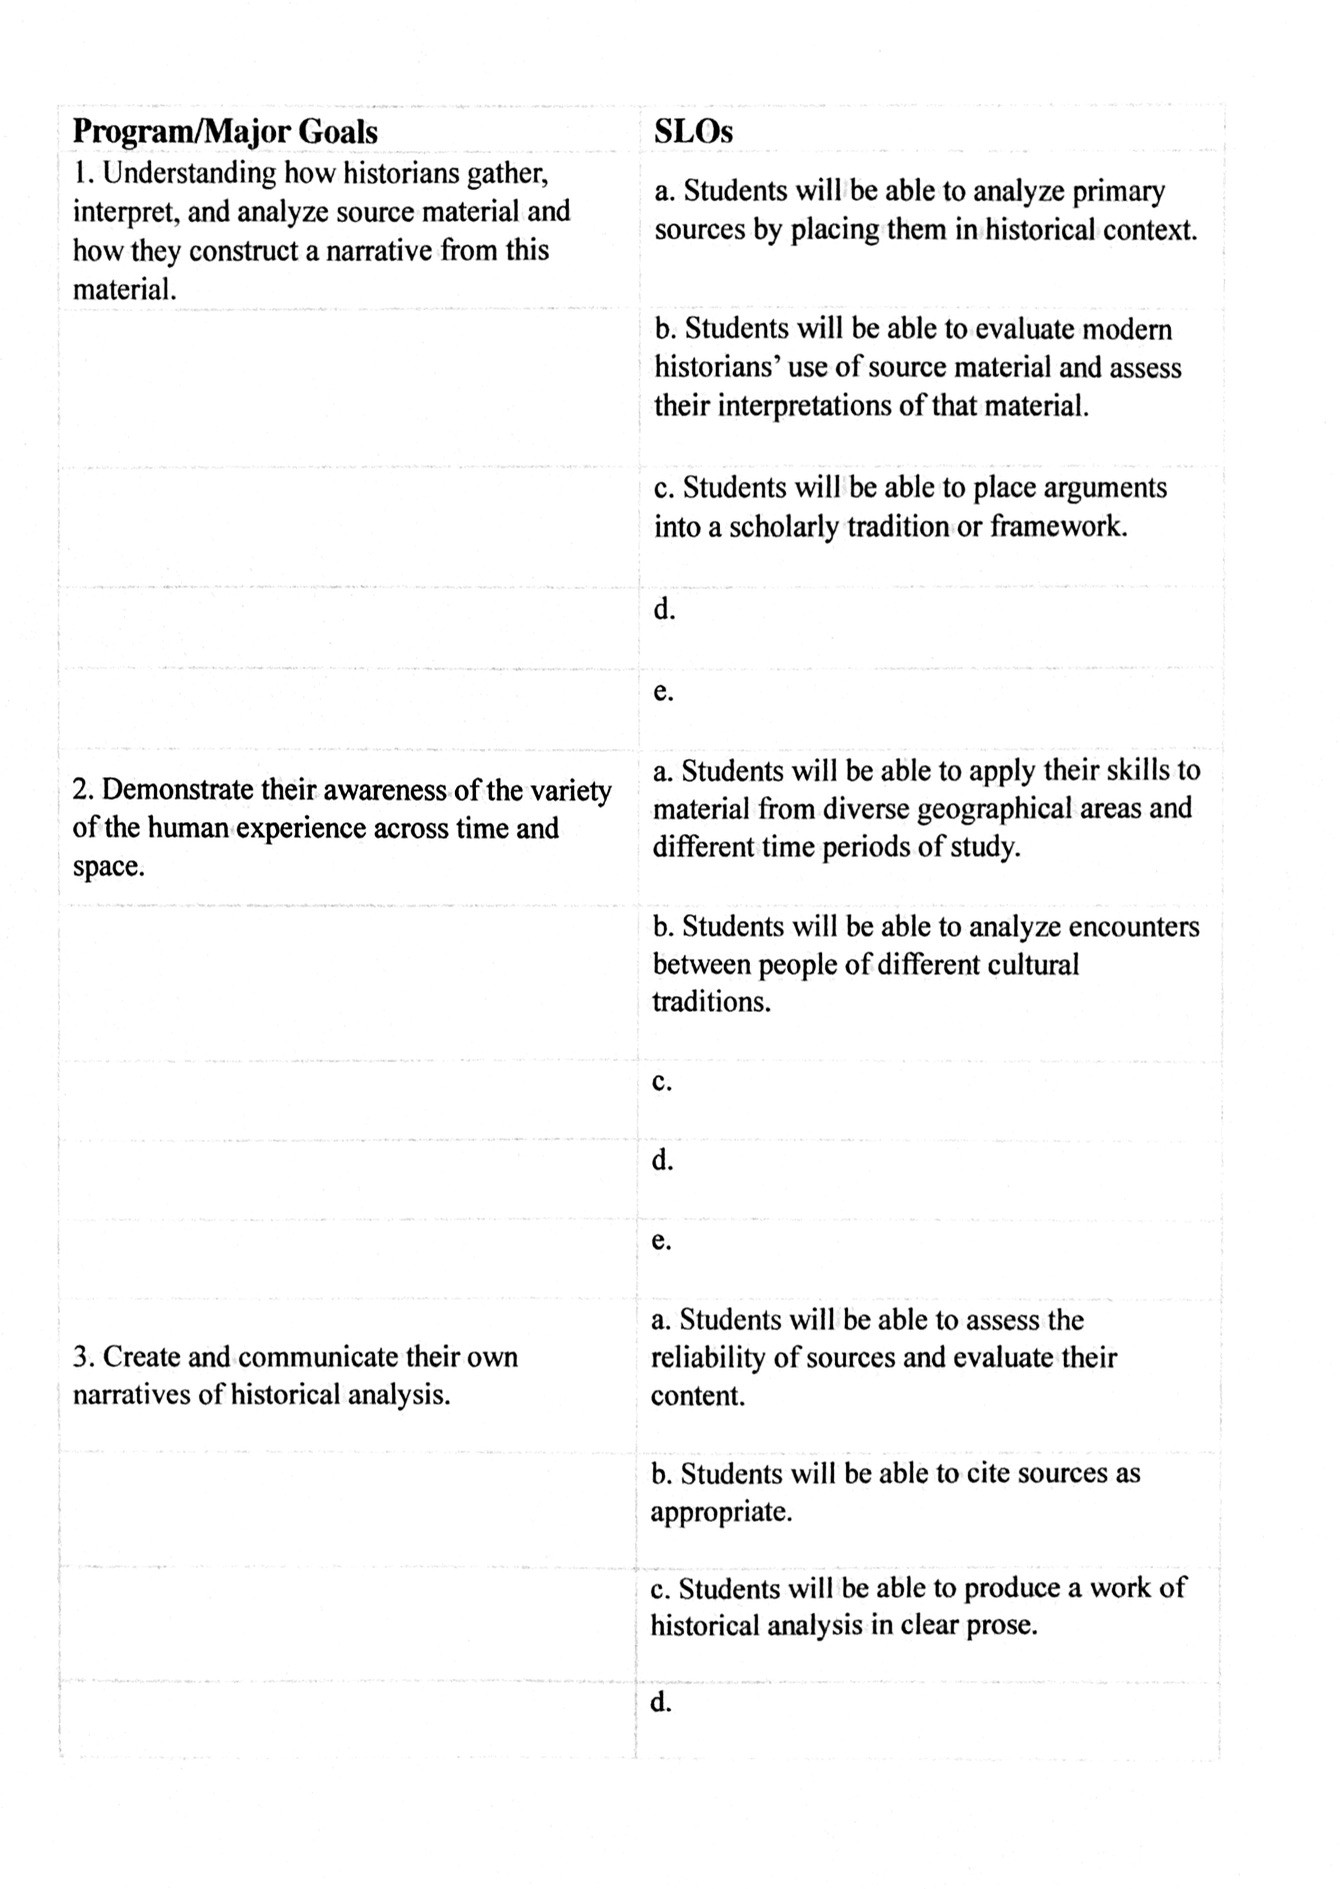 Program/Major Goals
SLOs
1. Understanding how historians gather,
interpret, and analyze source material and
how they construct a narrative from this
material.
a. Students will be able to analyze primary
sources by placing them in historical context.
b. Students will be able to evaluate modern
historians’ use of source material and assess
their interpretations of that material.
c. Students will be able to place arguments
into a scholarly tradition or framework.
d.
e.
2. Demonstrate their awareness of the variety
of the human experience across time and
space.
a. Students will be able to apply their skills to
material from diverse geographical areas and
different time periods of study.
b. Students will be able to analyze encounters
between people of different cultural
traditions.
c.
d.
e.
3. Create and communicate their own
narratives of historical analysis.
a. Students will be able to assess the
reliability of sources and evaluate their
content.
b. Students will be able to cite sources as
appropriate.
c. Students will be able to produce a work of
historical analysis in clear prose.
d.